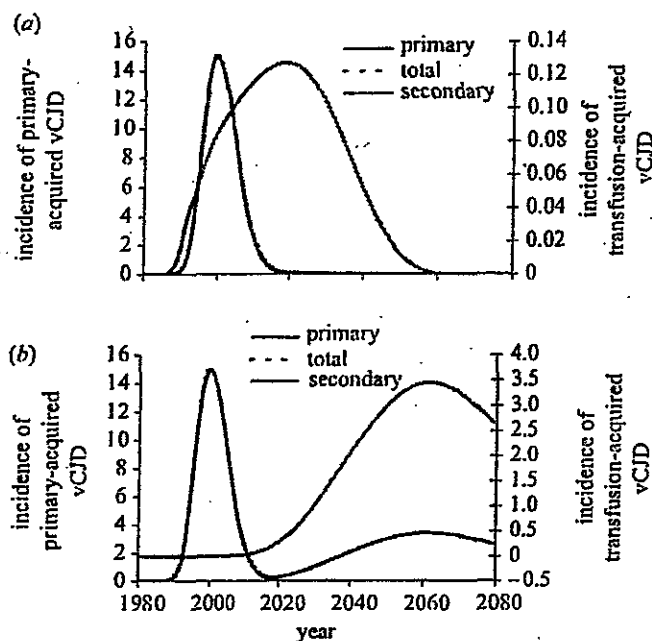 (a)
primary
total
secondary
incidence of primary-
acquired vCJD
16
14
12
10
8
6
4
2
0
0.14
0.12
0.10
0.08
0.06
0.04
0.02
0
incidence of
transfusion-acquired
vCJD
(b)
primary
total
secondary
incidence of
primary-acquired
vCJD
16
14
12
10
8
6
4
2
0
4.0
3.5
3.0
2.5
2.0
1.5
1.0
0.5
0
−0.5
incidence of
transfusion-acquired
vCJD
1980 2000 2020 2040 2060 2080
year